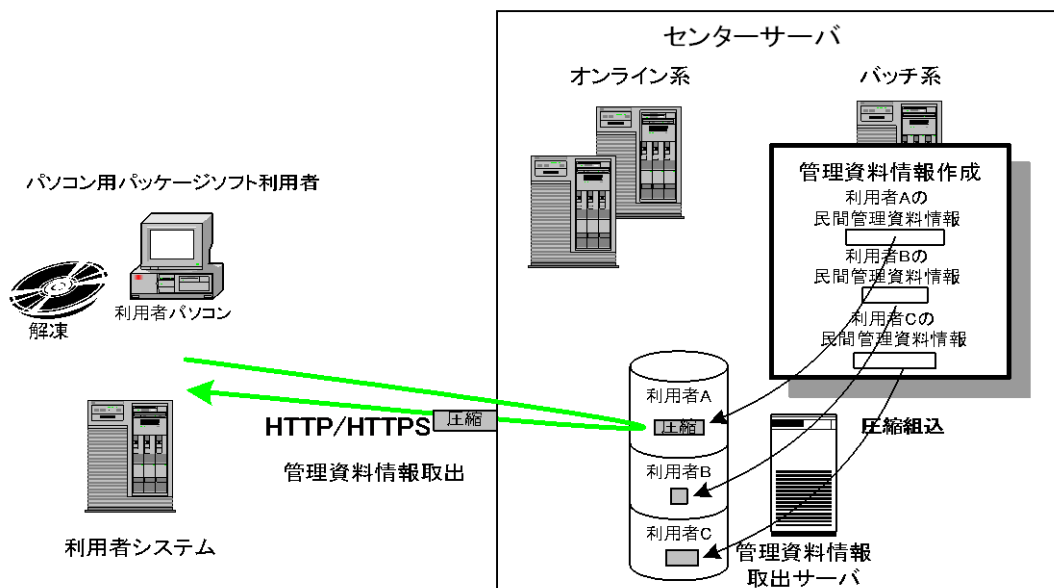 センターサーバ
オンライン系
バッチ系
管理資料情報作成
利用者Aの
民間管理資料情報
利用者Bの
民間管理資料情報
利用者Cの
民間管理資料情報
パソコン用パッケージソフト利用者
利用者パソコン
解凍
利用者A
圧縮
圧縮組込
HTTP/HTTPS
圧縮
管理資料情報取出
利用者B
利用者C
利用者システム
管理資料情報
取出サーバ